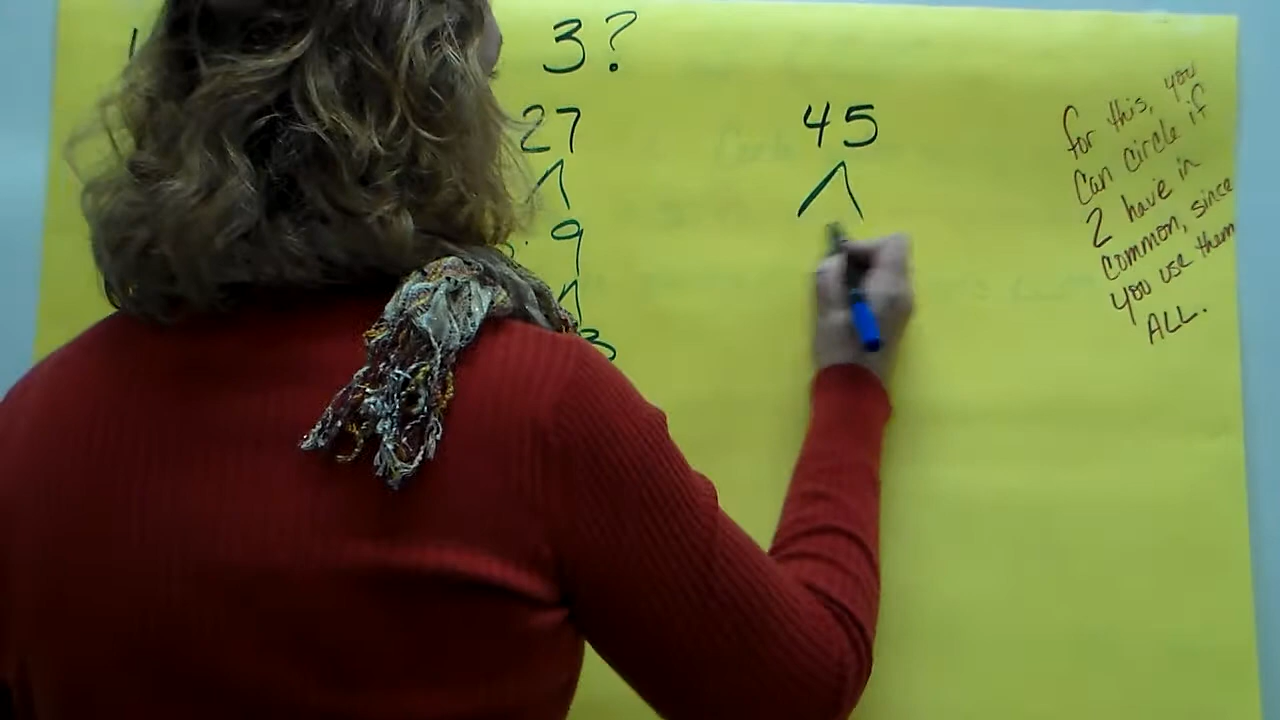 3?
27
45
9
3
for this, you
can circle if
2 have in
common, since
you use them
ALL.